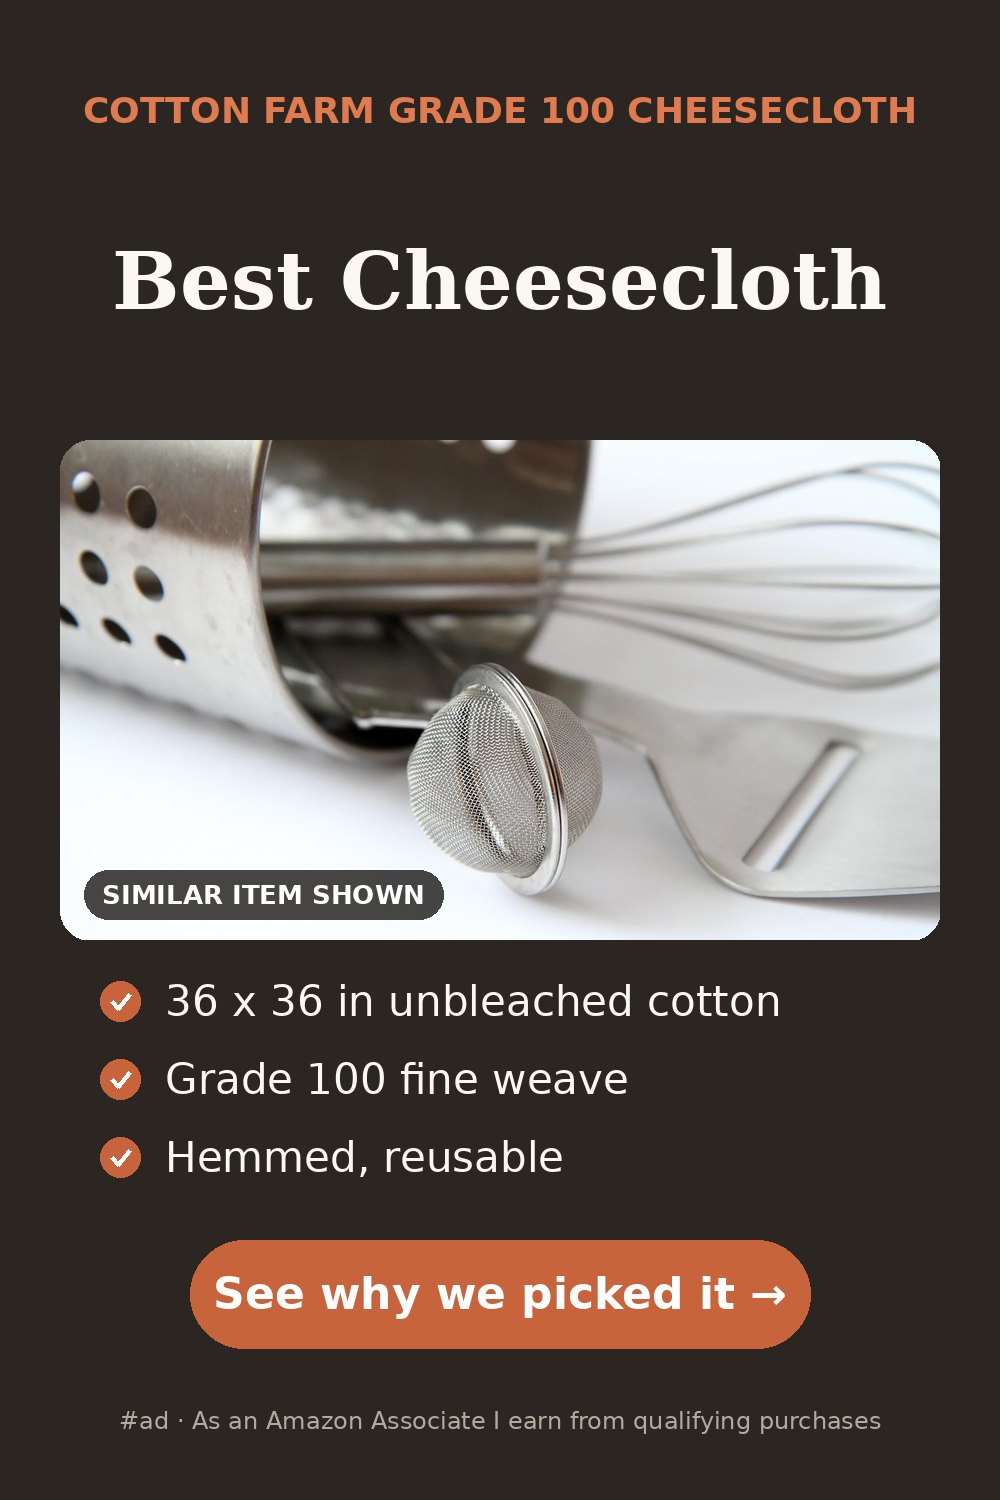 COTTON FARM GRADE 100 CHEESECLOTH
Best Cheesecloth
SIMILAR ITEM SHOWN
36 x 36 in unbleached cotton
Grade 100 fine weave
Hemmed, reusable
See why we picked it →
#ad · As an Amazon Associate I earn from qualifying purchases